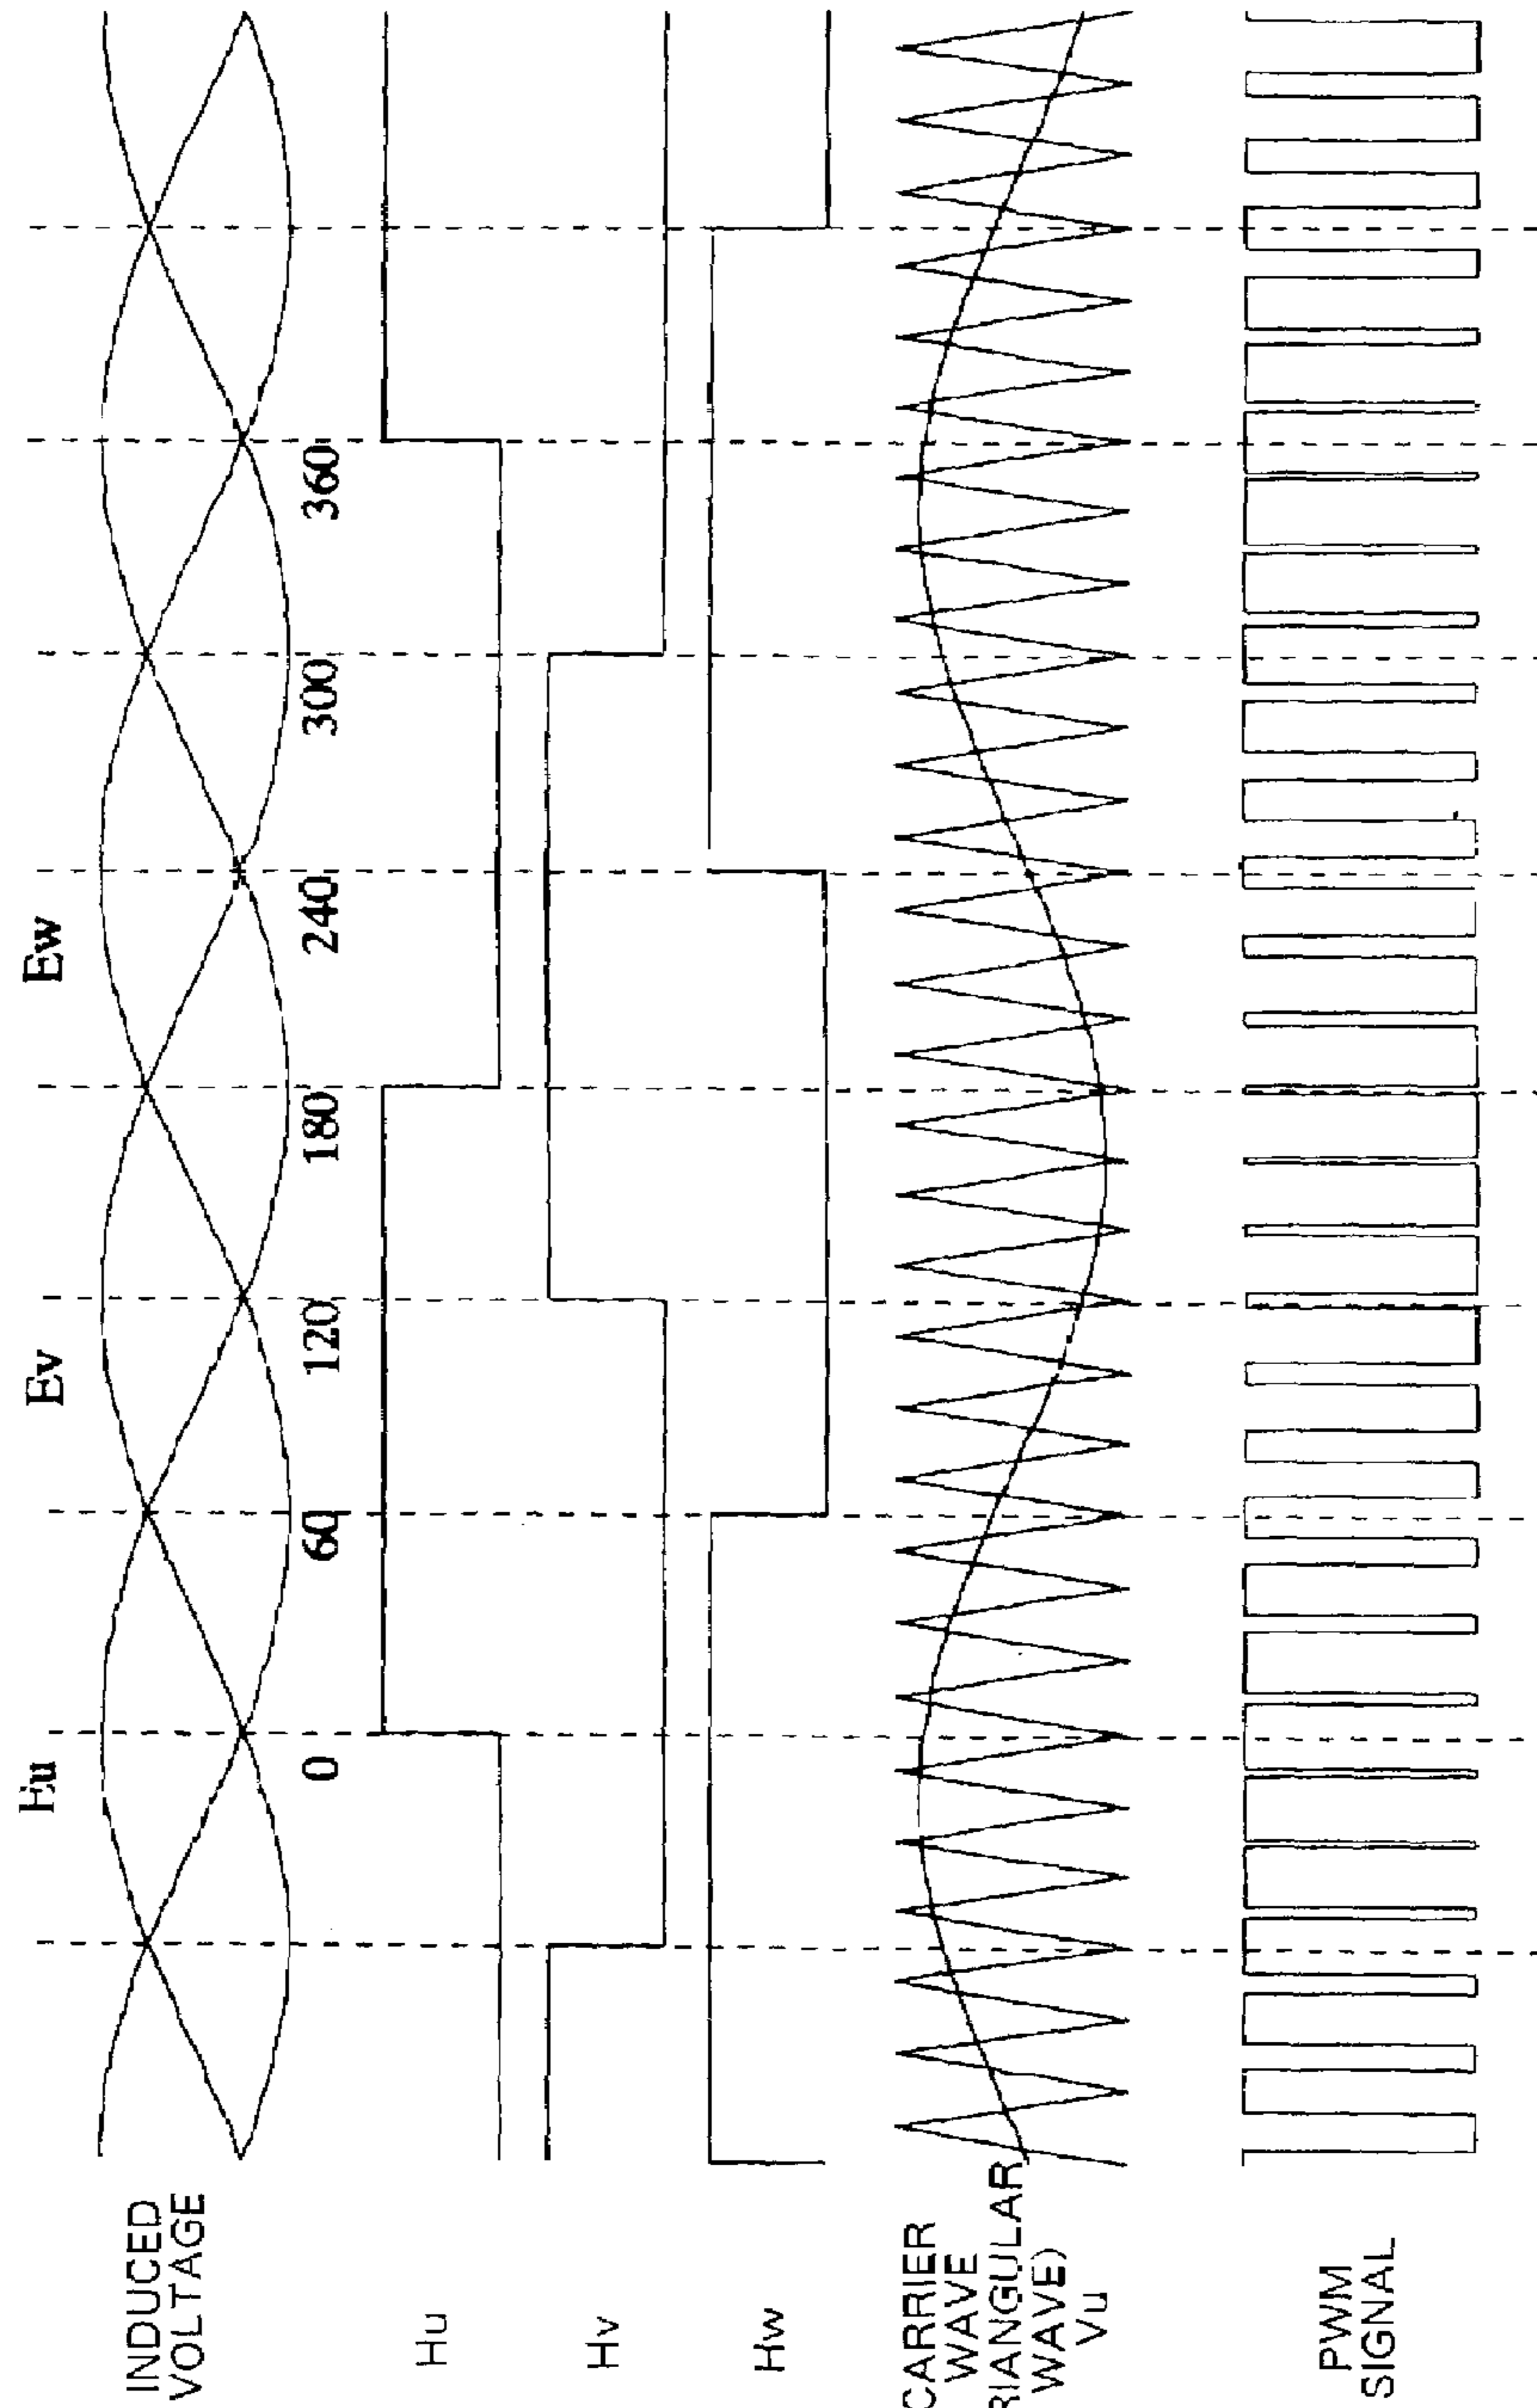 Eu Ev Ew
INDUCED
VOLTAGE
0 60 120 180 240 300 360
Hu
Hv
Hw
CARRIER
WAVE
RIANGULAR
WAVE)
Vu
PWM
SIGNAL